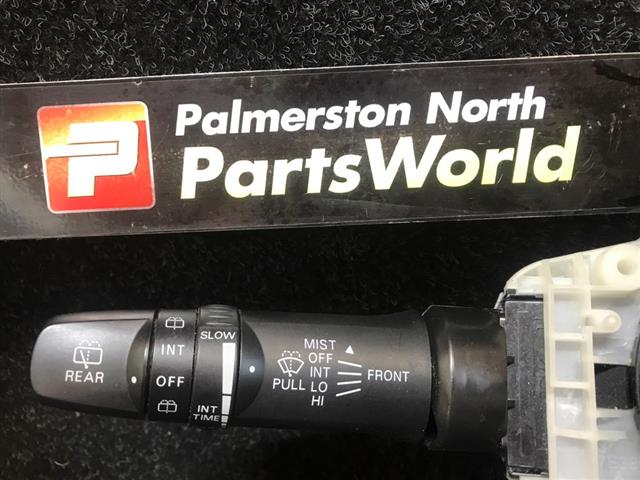 P
Palmerston North
PartsWorld
REAR
INT
OFF
SLOW
INT
TIME
PULL
MIST
OFF
INT
LO
HI
FRONT